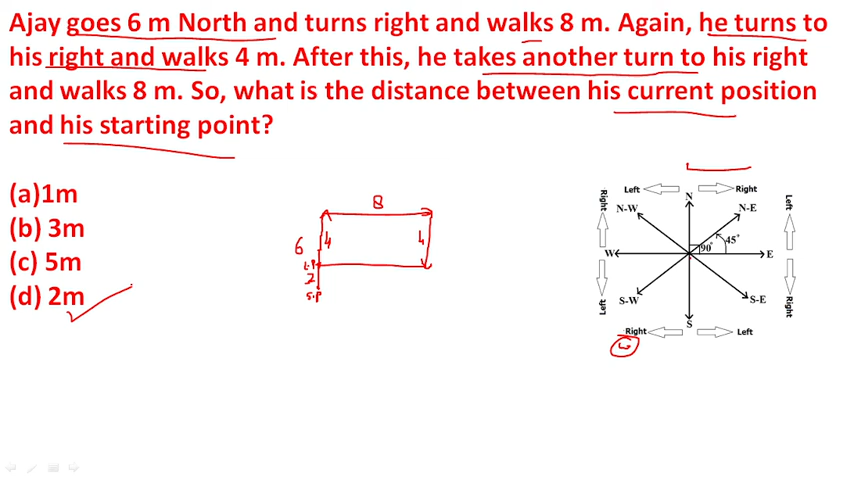 Ajay goes 6 m North and turns right and walks 8 m. Again, he turns to
his right and walks 4 m. After this, he takes another turn to his right
and walks 8 m. So, what is the distance between his current position
and his starting point?
(a)1m
(b) 3m
(c) 5m
(d) 2m
8
6
4
4
L.P
2
S.P
Left
Right
N
Right
N-W
N-E
Left
45°
90°
W
E
S-W
S-E
Left
Right
S
Right
Left